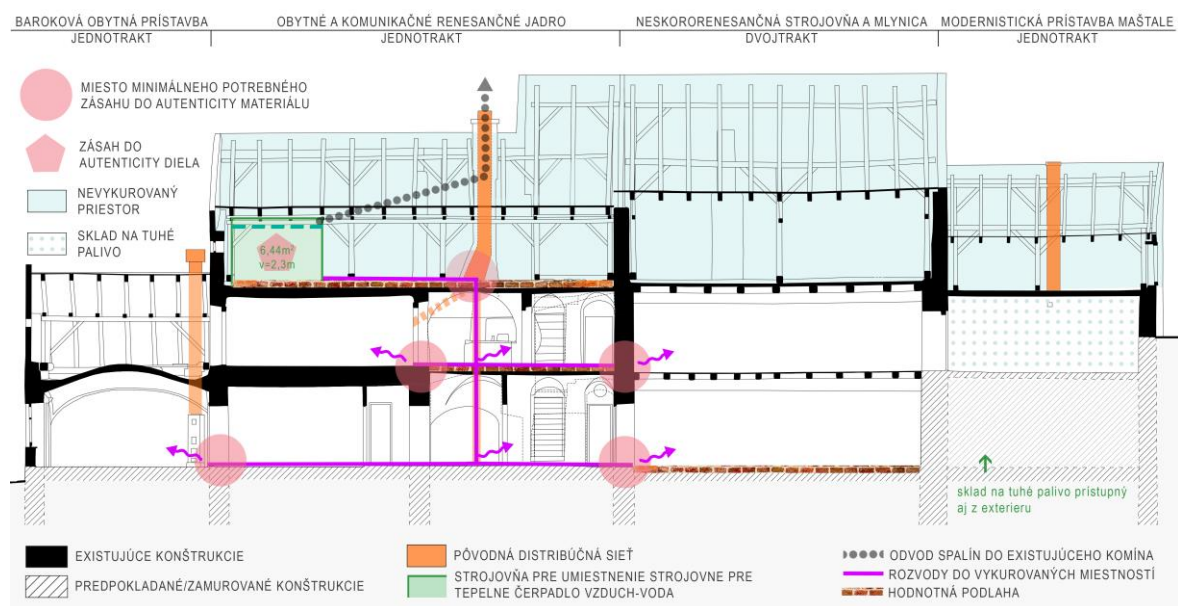 BAROKOVÁ OBYTNÁ PRÍSTAVBA
JEDNOTRAKT
OBYTNÉ A KOMUNIKAČNÉ RENESANČNÉ JADRO
JEDNOTRAKT
NESKORORENESANČNÁ STROJOVŇA A MLYNICA
DVOJTRAKT
MODERNISTICKÁ PRÍSTAVBA MAŠTALE
JEDNOTRAKT
MIESTO MINIMÁLNEHO POTREBNÉHO
ZÁSAHU DO AUTENTICITY MATERIÁLU
ZÁSAH DO
AUTENTICITY DIELA
NEVYKUROVANÝ
PRIESTOR
SKLAD NA TUHÉ
PALIVO
6,44m²
v=2,3m
sklad na tuhé palivo prístupný
aj z exterieru
EXISTUJÚCE KONŠTRUKCIE
PREDPOKLADANÉ/ZAMUROVANÉ KONŠTRUKCIE
PÔVODNÁ DISTRIBÚČNÁ SIEŤ
STROJOVŇA PRE UMIESTNENIE STROJOVNE PRE
TEPELNE ČERPADLO VZDUCH-VODA
ODVOD SPALÍN DO EXISTUJÚCEHO KOMÍNA
ROZVODY DO VYKUROVANÝCH MIESTNOSTÍ
HODNOTNÁ PODLAHA